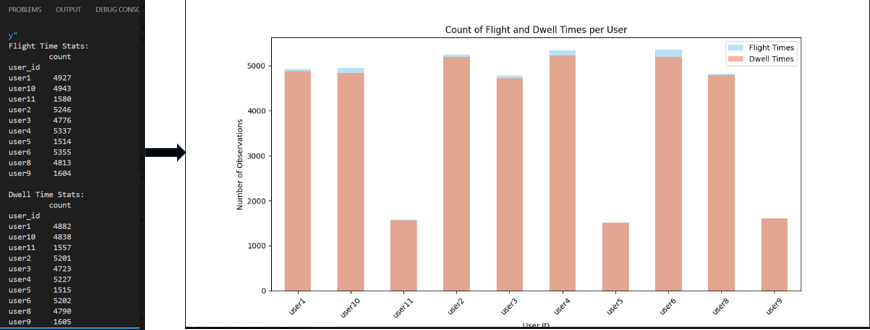 PROBLEMS OUTPUT DEBUG CONSC
y"
Flight Time Stats:
count
user_id
user1 4927
user10 4943
user11 1580
user2 5246
user3 4776
user4 5337
user5 1514
user6 5355
user8 4813
user9 1604
Dwell Time Stats:
count
user_id
user1 4882
user10 4838
user11 1557
user2 5201
user3 4723
user4 5227
user5 1515
user6 5202
user8 4790
user9 1605
Count of Flight and Dwell Times per User
Flight Times
Dwell Times
Number of Observations
5000
4000
3000
2000
1000
0
user1 user10 user11 user2 user3 user4 user5 user6 user8 user9
User ID